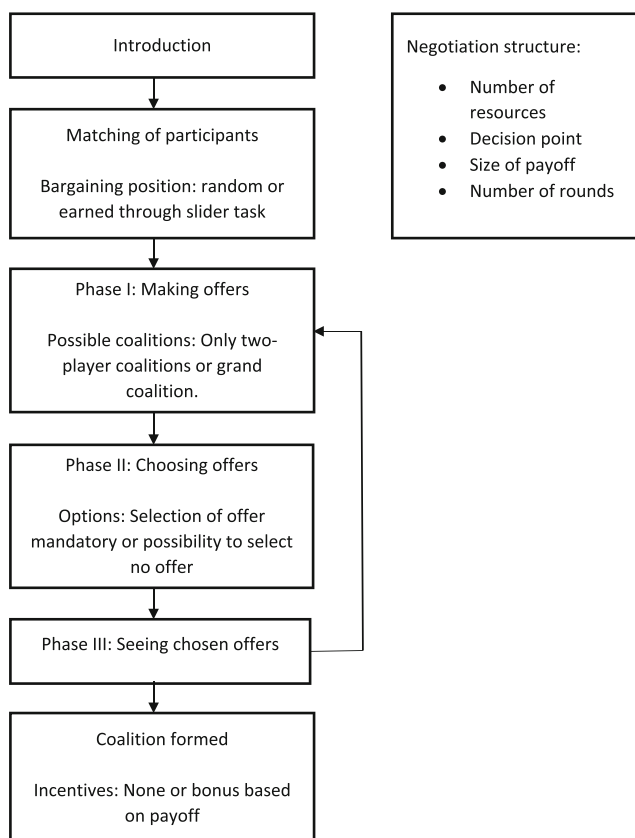 Introduction
Matching of participants
Bargaining position: random or
earned through slider task
Phase I: Making offers
Possible coalitions: Only two-
player coalitions or grand
coalition.
Phase II: Choosing offers
Options: Selection of offer
mandatory or possibility to select
no offer
Phase III: Seeing chosen offers
Coalition formed
Incentives: None or bonus based
on payoff
Negotiation structure:
• Number of
resources
• Decision point
• Size of payoff
• Number of rounds